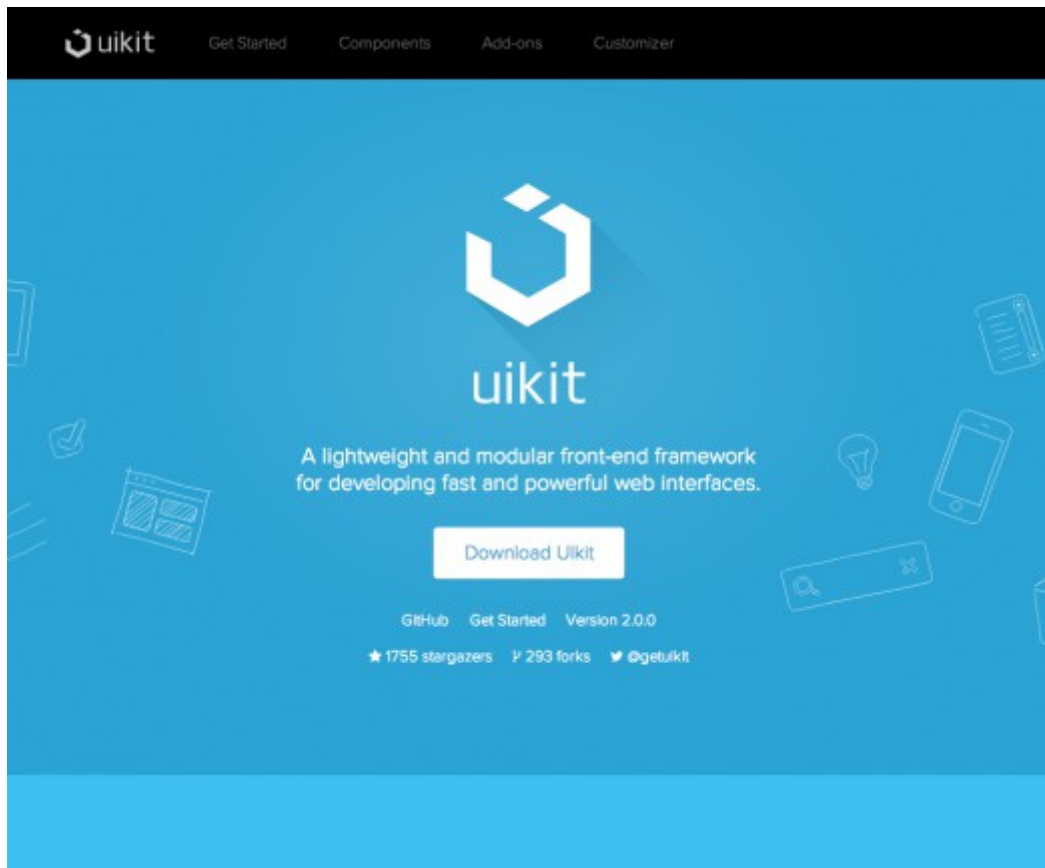 uikit Get Started Components Add-ons Customizer
uikit
A lightweight and modular front-end framework
for developing fast and powerful web interfaces.
Download UIkit
GitHub Get Started Version 2.0.0
1755 stargazers 293 forks @getuikit